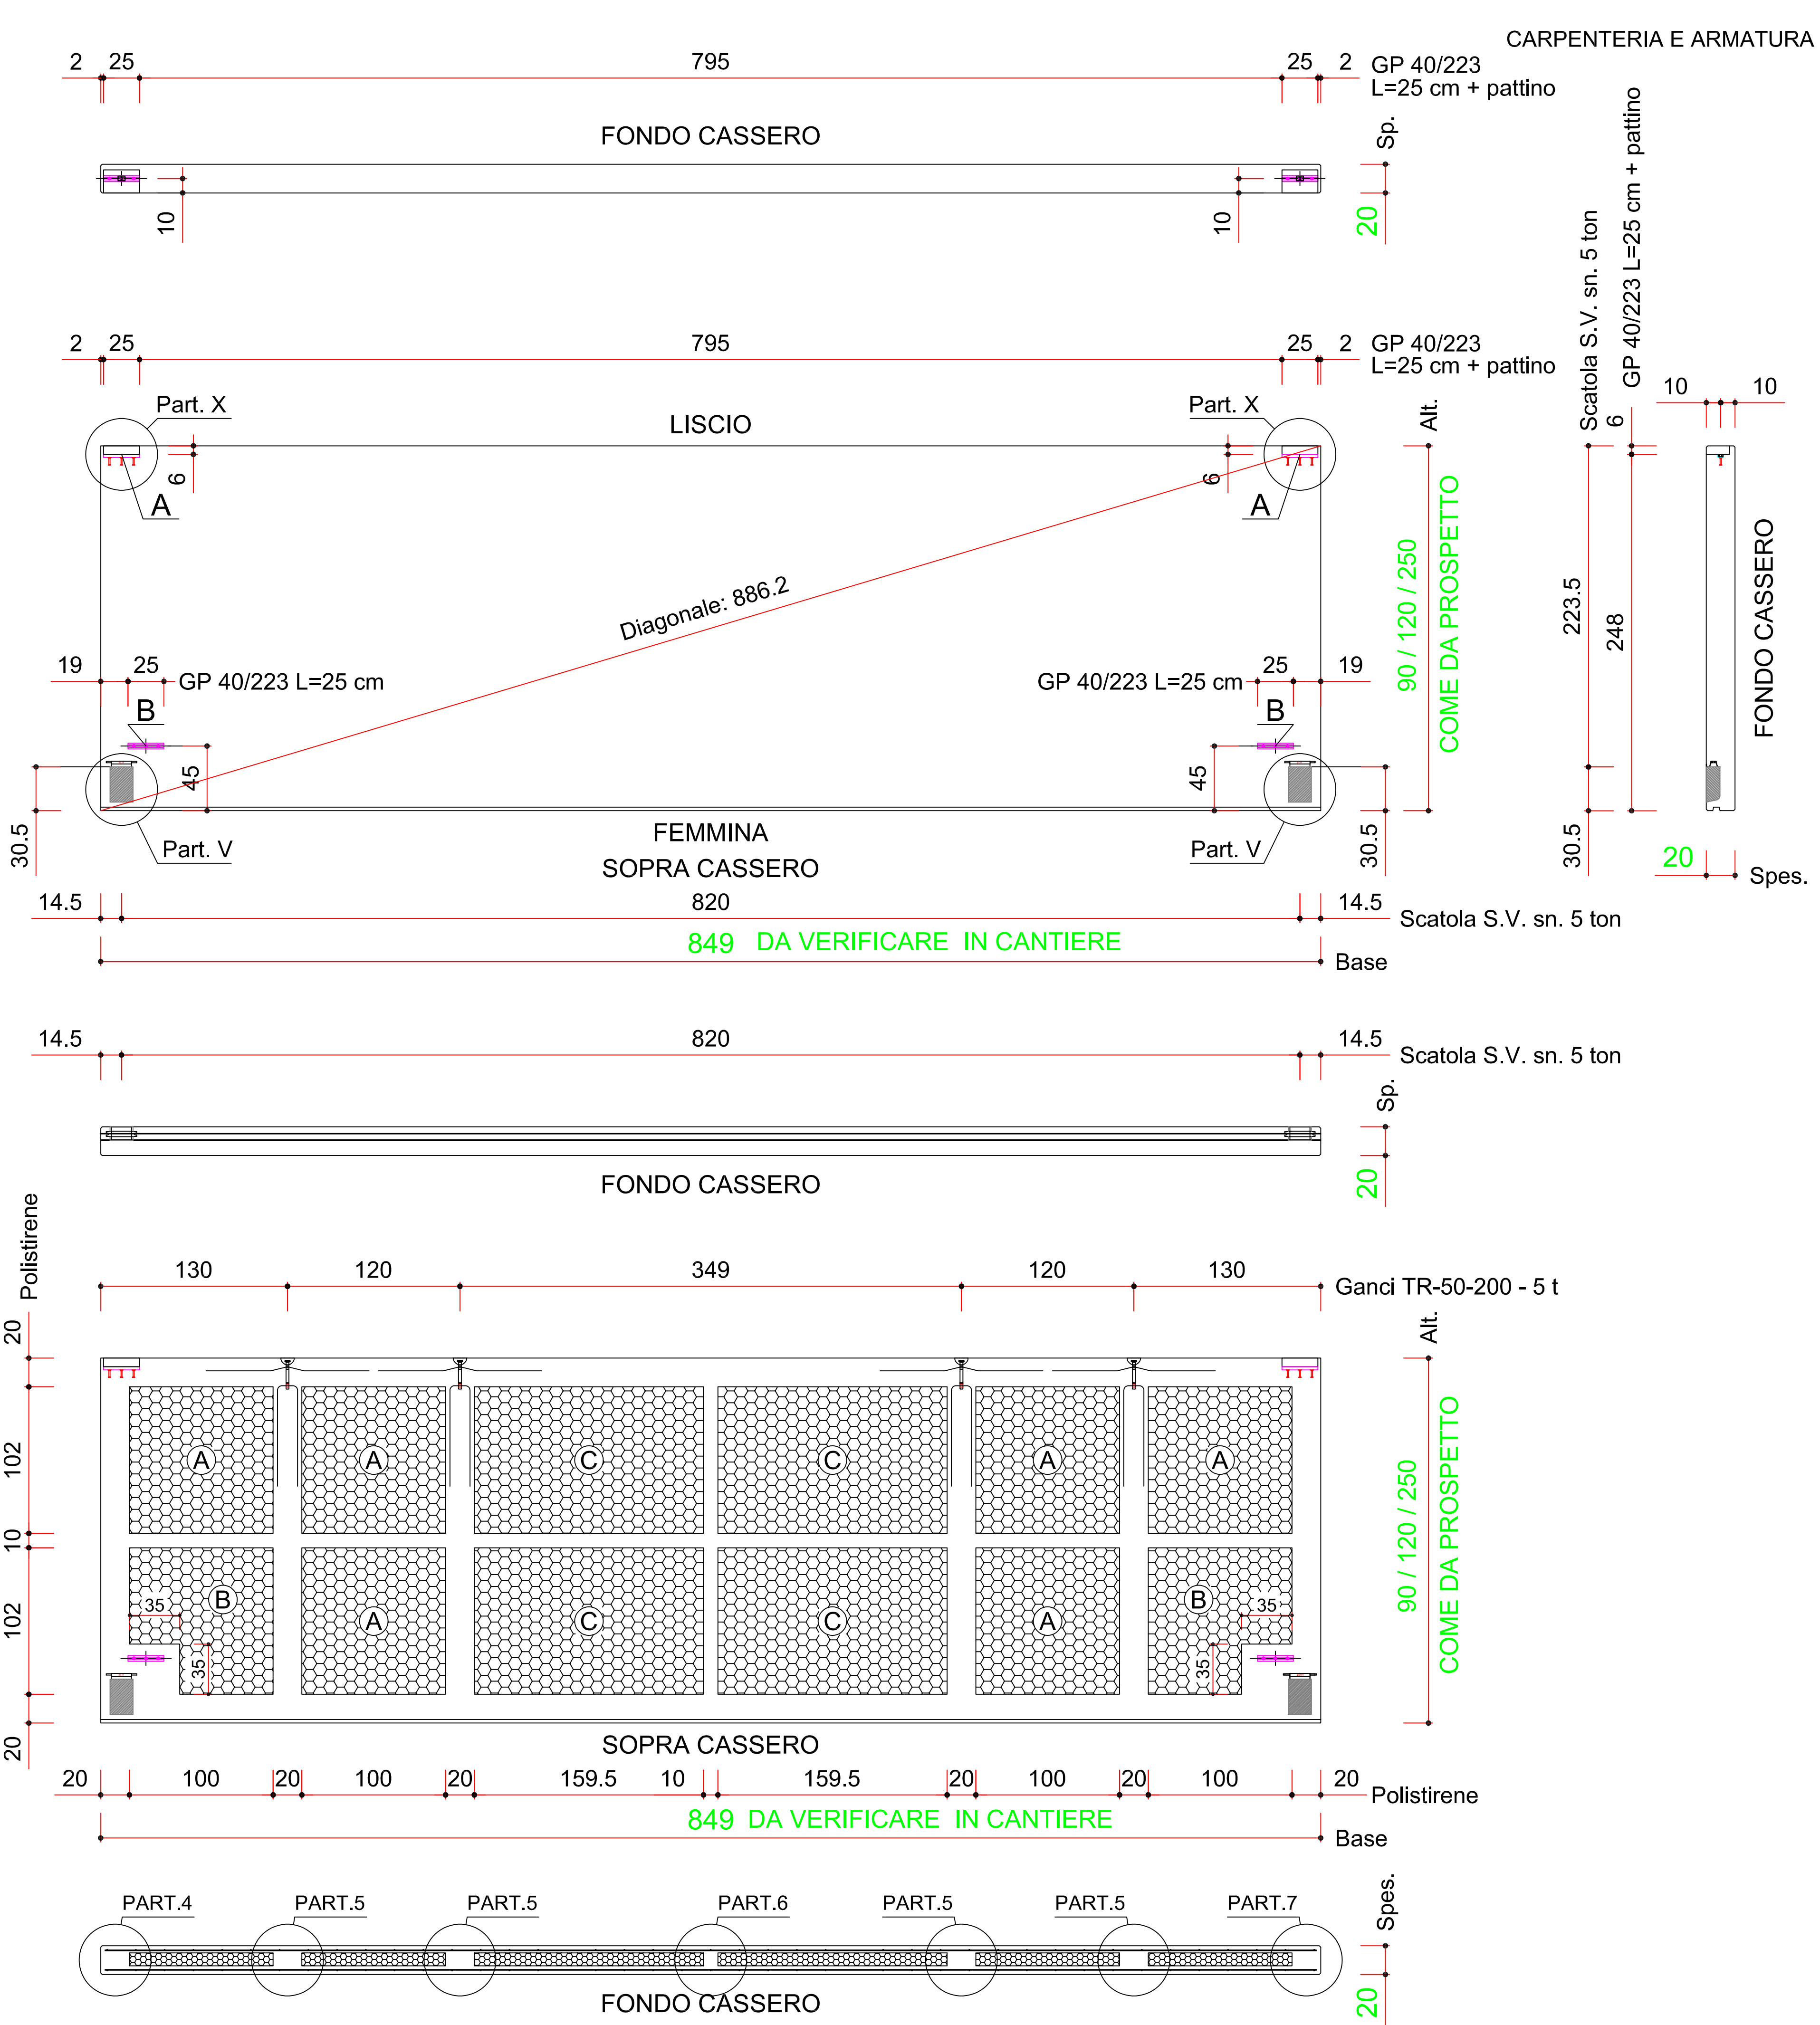 CARPENTERIA E ARMATURA
2 25 795 25 2 GP 40/223
L=25 cm + pattino
FONDO CASSERO
Sp.
10 10 20
Scatola S.V. sn. 5 ton
GP 40/223 L=25 cm + pattino
2 25 795 25 2 GP 40/223
L=25 cm + pattino
10 10
6
Part. X LISCIO Part. X
Alt.
6 6
A A
90 / 120 / 250
COME DA PROSPETTO
223.5
248
FONDO CASSERO
Diagonale: 886.2
19 25 GP 40/223 L=25 cm
GP 40/223 L=25 cm 25 19
B B
45 45
30.5 30.5 30.5
FEMMINA
Part. V Part. V
SOPRA CASSERO
20 Spes.
14.5 820 14.5 Scatola S.V. sn. 5 ton
849 DA VERIFICARE IN CANTIERE
Base
14.5 820 14.5 Scatola S.V. sn. 5 ton
Sp.
20
FONDO CASSERO
Polistirene
130 120 349 120 130 Ganci TR-50-200 - 5 t
Alt.
20
102
10
102
20
A A C C A A
B A C C A B
35 35
35 35
90 / 120 / 250
COME DA PROSPETTO
SOPRA CASSERO
20 100 20 100 20 159.5 10 159.5 20 100 20 100 20 Polistirene
849 DA VERIFICARE IN CANTIERE
Base
PART.4 PART.5 PART.5 PART.6 PART.5 PART.5 PART.7
Spes.
20
FONDO CASSERO